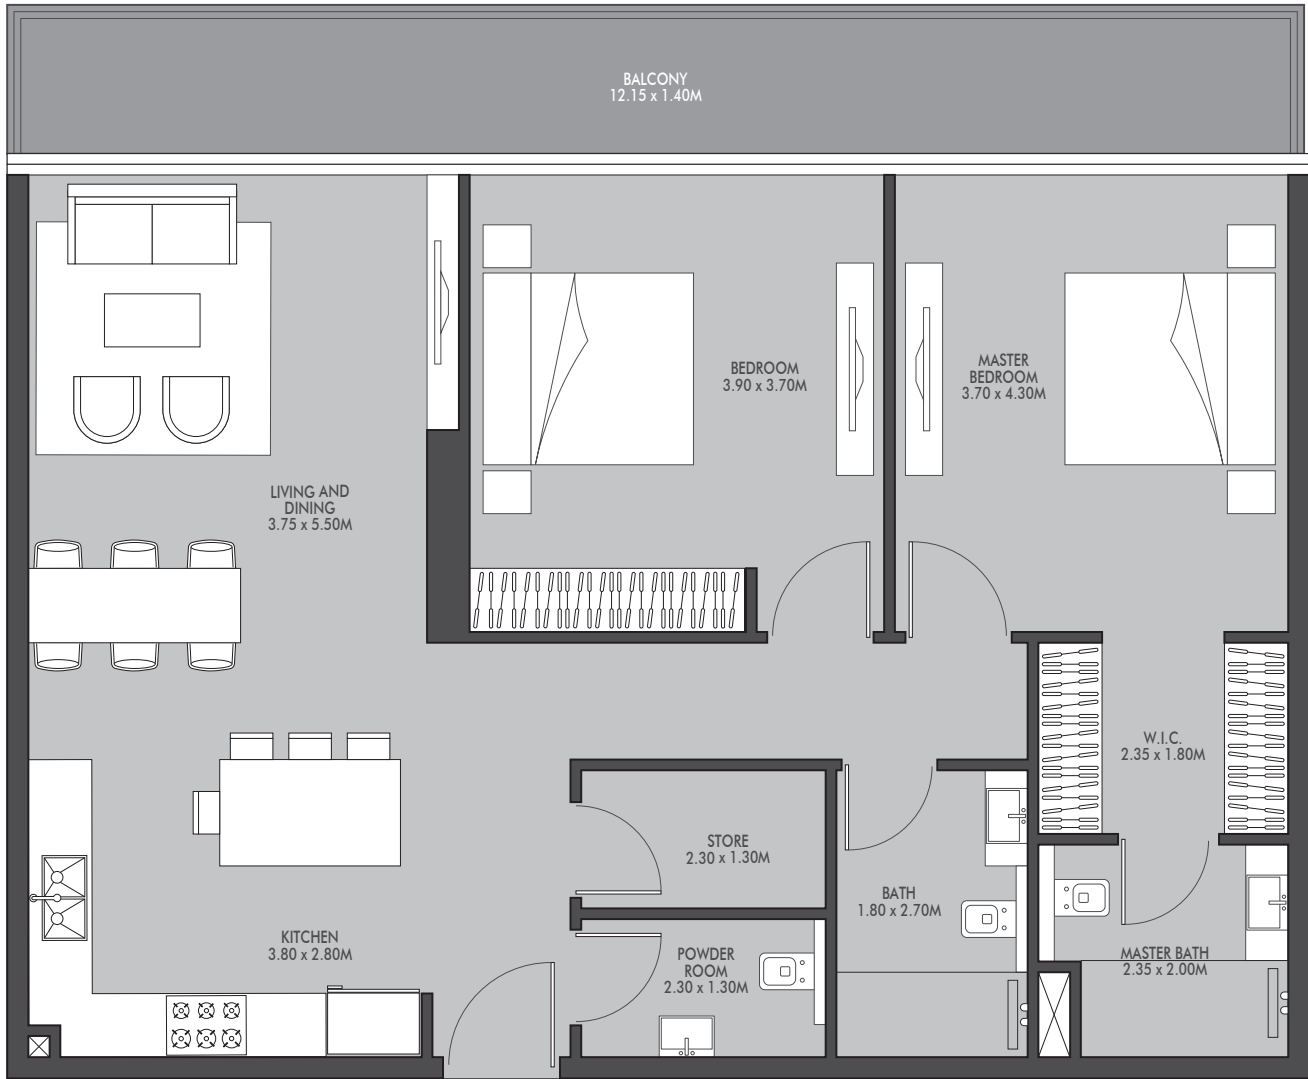 BALCONY
12.15 x 1.40M
BEDROOM
3.90 x 3.70M
MASTER
BEDROOM
3.70 x 4.30M
LIVING AND
DINING
3.75 x 5.50M
W.I.C.
2.35 x 1.80M
STORE
2.30 x 1.30M
BATH
1.80 x 2.70M
KITCHEN
3.80 x 2.80M
POWDER
ROOM
2.30 x 1.30M
MASTER BATH
2.35 x 2.00M